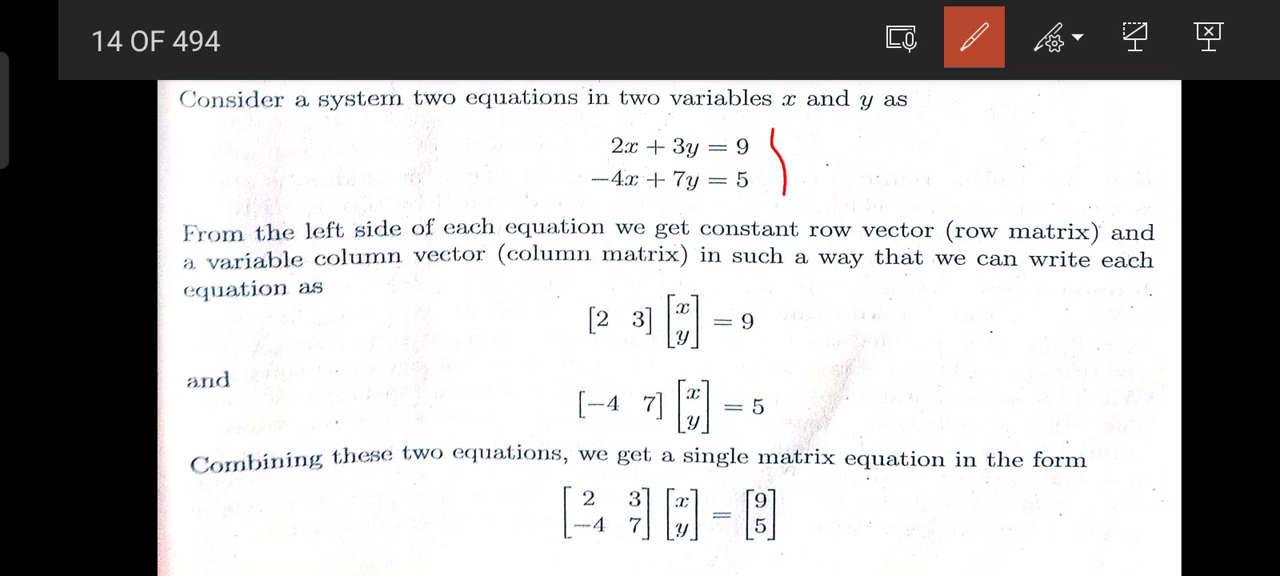 14 OF 494
Consider a system two equations in two variables x and y as
2x + 3y = 9
−4x + 7y = 5
From the left side of each equation we get constant row vector (row matrix) and
a variable column vector (column matrix) in such a way that we can write each
equation as
[2 3] [x y] = 9
and
[−4 7] [x y] = 5
Combining these two equations, we get a single matrix equation in the form
[2 3 −4 7] [x y] = [9 5]